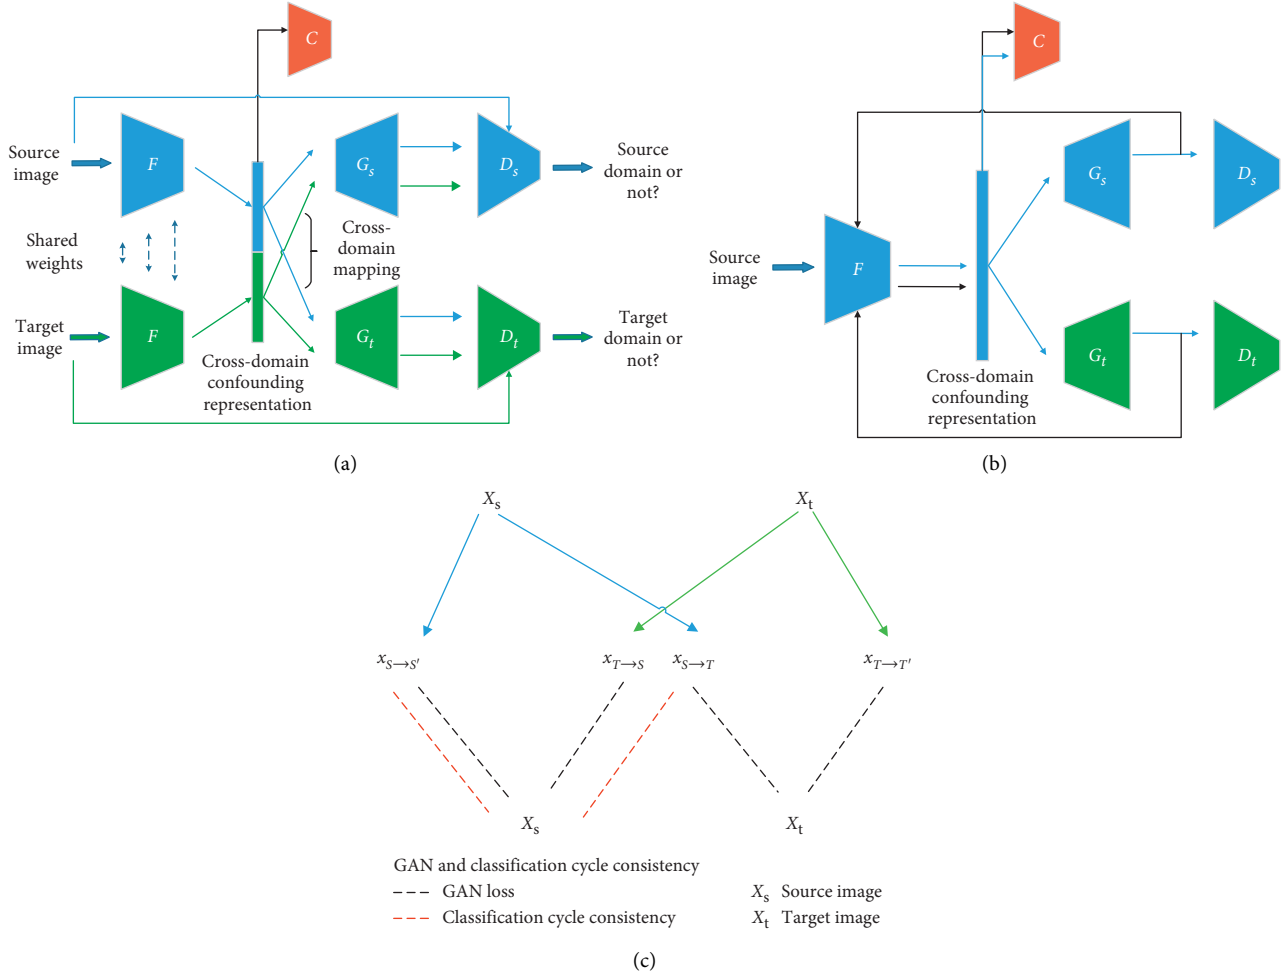 C
Source
image
F
G_s
D_s
Source
domain or
not?
Shared
weights
Cross-
domain
mapping
Target
image
F
G_t
D_t
Target
domain or
not?
Cross-domain
confounding
representation
(a)
C
G_s
D_s
Source
image
F
G_t
D_t
Cross-domain
confounding
representation
(b)
X_s X_t
x_{S→S′} x_{T→S} x_{S→T} x_{T→T′}
X_s X_t
GAN and classification cycle consistency
GAN loss
Classification cycle consistency
X_s Source image
X_t Target image
(c)